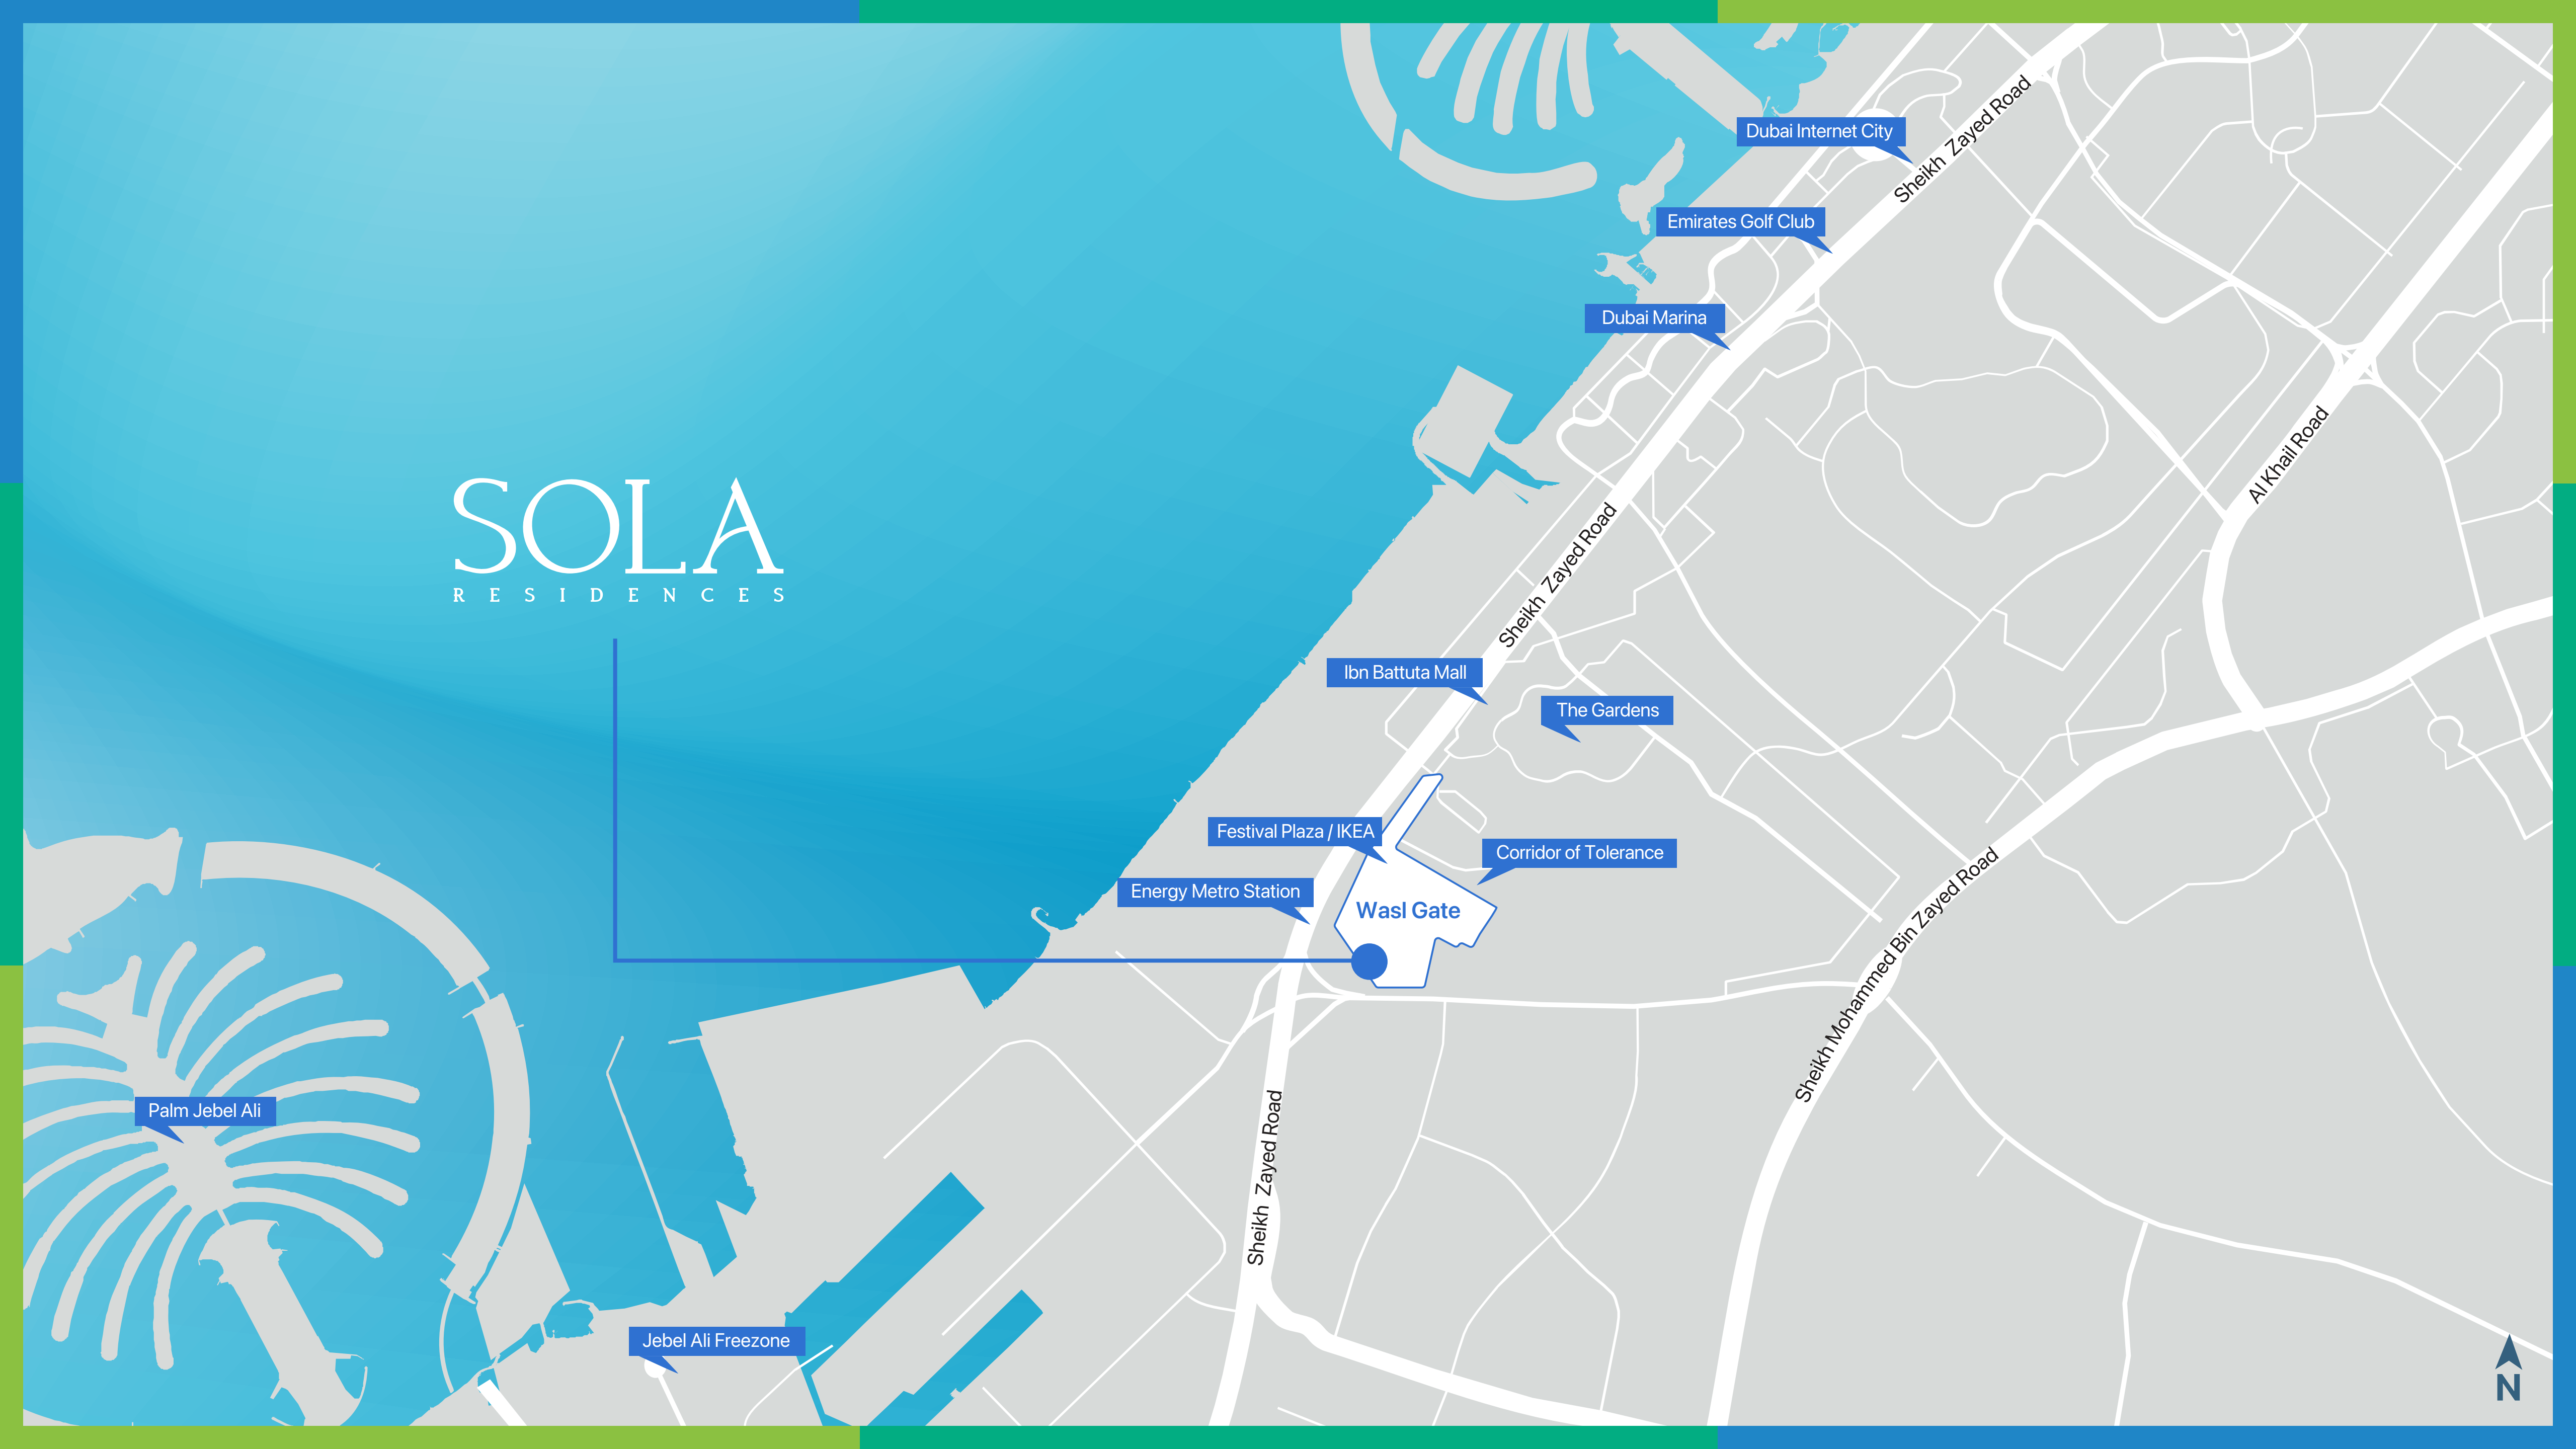 Dubai Internet City
Sheikh Zayed Road
Emirates Golf Club
Dubai Marina
Al Khail Road
SOLA
RESIDENCES
Sheikh Zayed Road
Ibn Battuta Mall
The Gardens
Festival Plaza / IKEA
Corridor of Tolerance
Energy Metro Station
Wasl Gate
Sheikh Mohammed Bin Zayed Road
Palm Jebel Ali
Sheikh Zayed Road
Jebel Ali Freezone
N